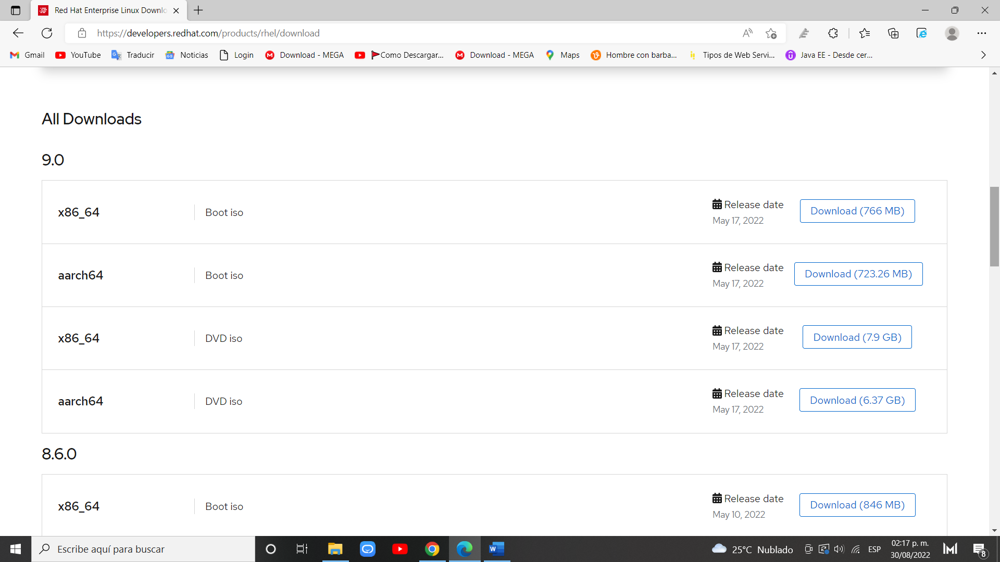 Red Hat Enterprise Linux Downlo
https://developers.redhat.com/products/rhel/download
Gmail YouTube Traducir Noticias Login Download - MEGA Como Descargar... Download - MEGA Maps Hombre con barba... Tipos de Web Servi... Java EE - Desde cer...
All Downloads
9.0
x86_64 Boot iso Release date Download (766 MB)
May 17, 2022
aarch64 Boot iso Release date Download (723.26 MB)
May 17, 2022
x86_64 DVD iso Release date Download (7.9 GB)
May 17, 2022
aarch64 DVD iso Release date Download (6.37 GB)
May 17, 2022
8.6.0
x86_64 Boot iso Release date Download (846 MB)
May 10, 2022
Escribe aquí para buscar 25°C Nublado ESP 02:17 p. m.
30/08/2022 8